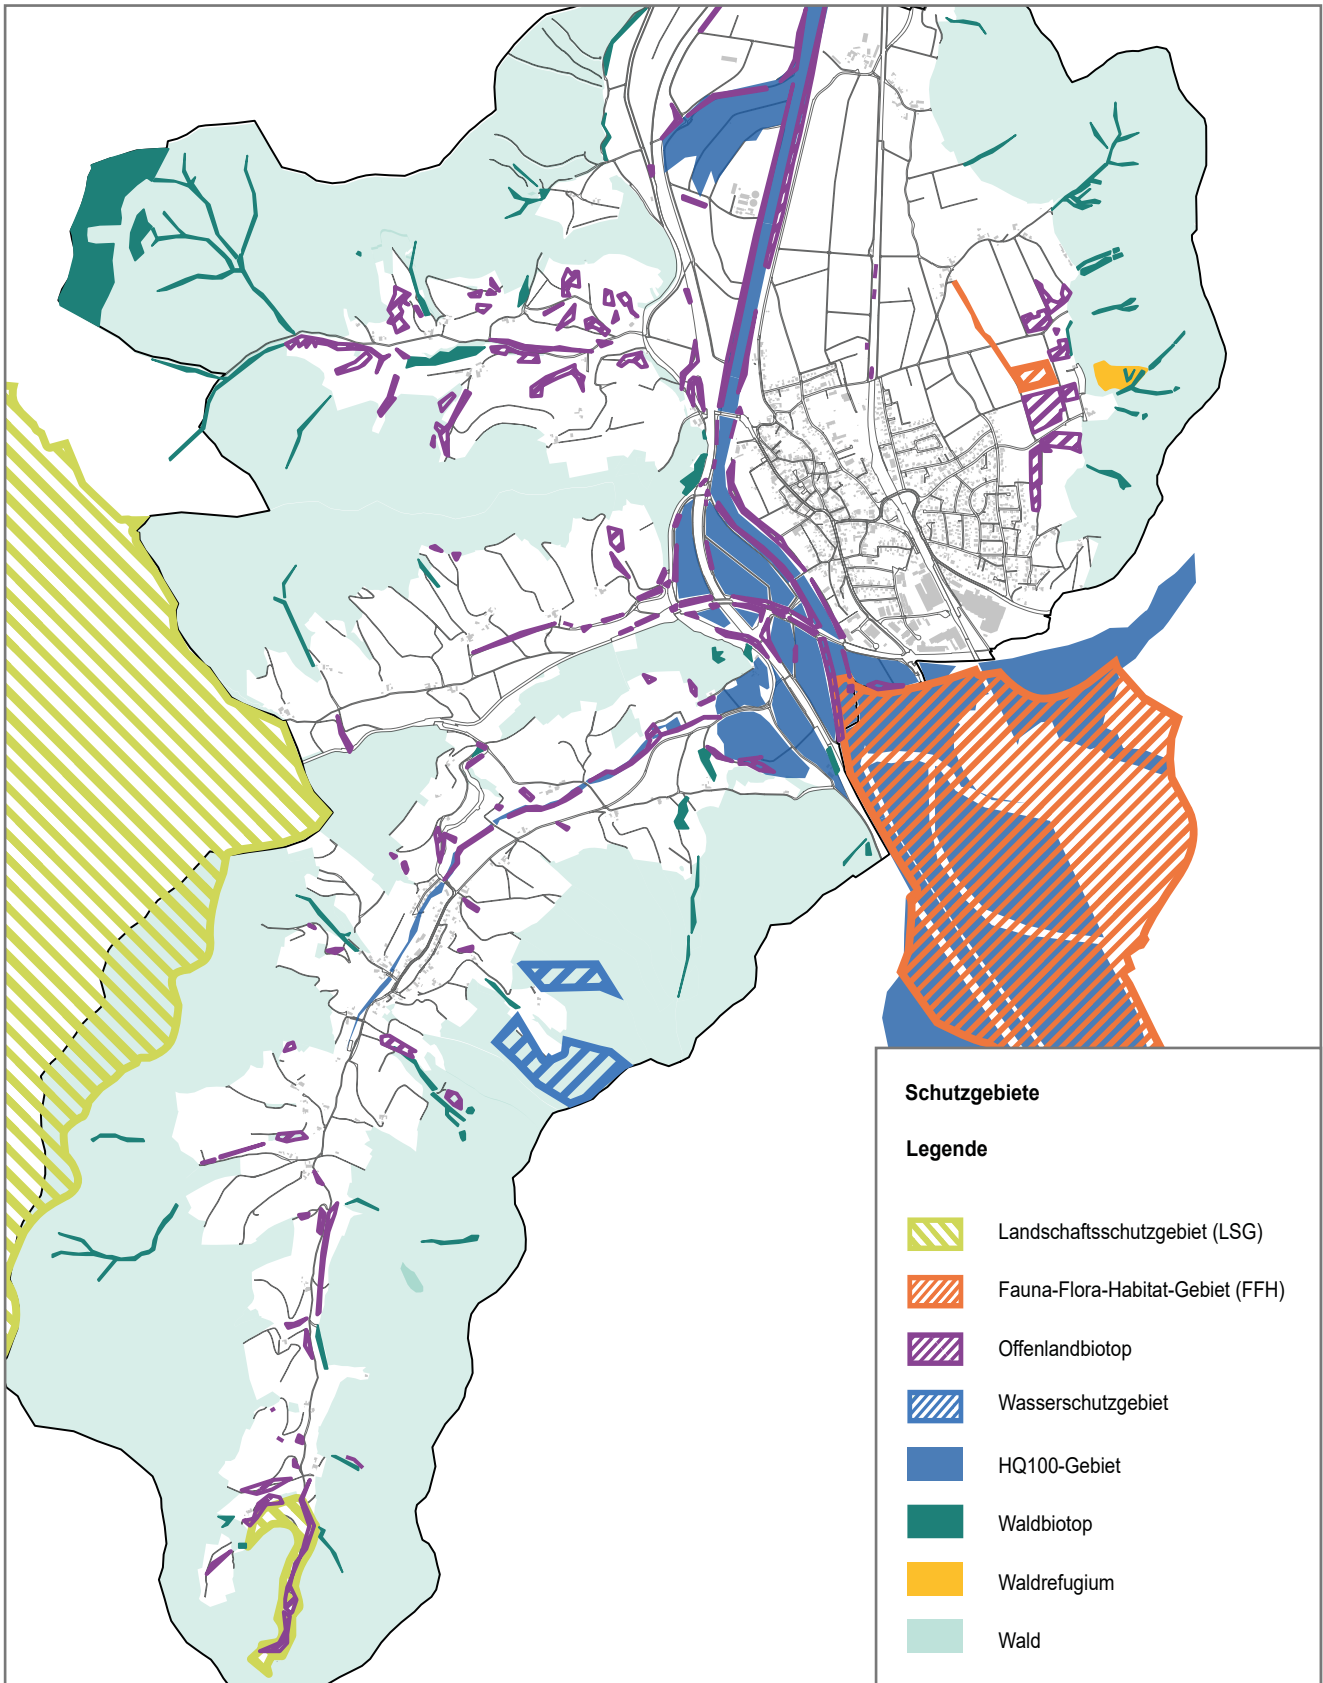 Schutzgebiete
Legende
Landschaftsschutzgebiet (LSG)
Fauna-Flora-Habitat-Gebiet (FFH)
Offenlandbiotop
Wasserschutzgebiet
HQ100-Gebiet
Waldbiotop
Waldrefugium
Wald